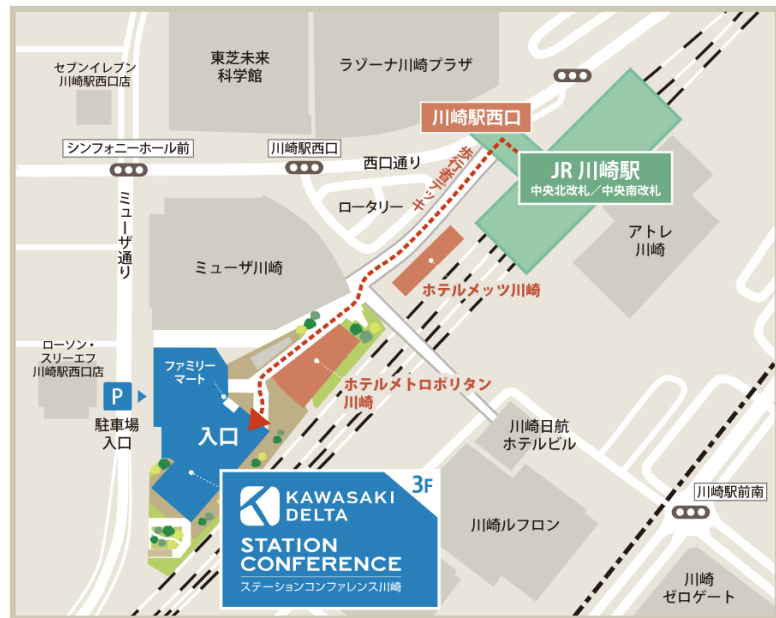 東芝未来
科学館
ラゾーナ川崎プラザ
セブンイレブン
川崎駅西口店
川崎駅西口
シンフォニーホール前
川崎駅西口
西口通り
歩行者デッキ
JR 川崎駅
中央北改札／中央南改札
ミューザ通り
ロータリー
アトレ
川崎
ミューザ川崎
ホテルメッツ川崎
ローソン・
スリーエフ
川崎駅西口店
ファミリー
マート
ホテルメトロポリタン
川崎
P
駐車場
入口
入口
川崎日航
ホテルビル
3F
KAWASAKI
DELTA
STATION
CONFERENCE
ステーションコンファレンス川崎
川崎駅前南
川崎ルフロン
川崎
ゼロゲート